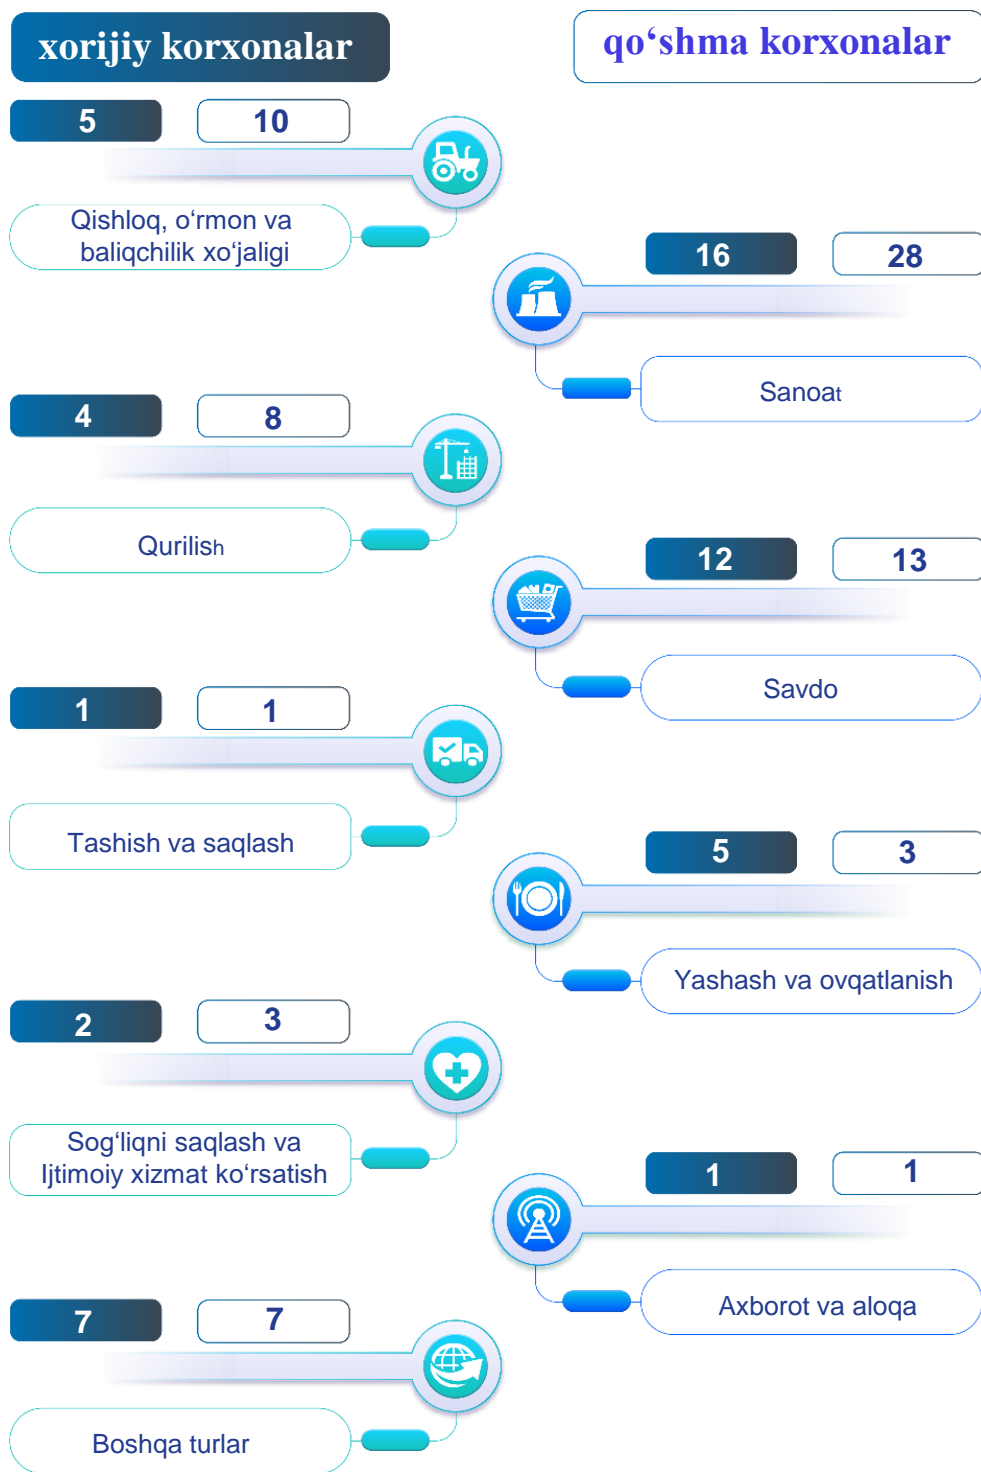 xorijiy korxonalar
qo‘shma korxonalar
5
10
Qishloq, o‘rmon va
baliqchilik xo‘jaligi
16
28
Sanoat
4
8
Qurilish
12
13
Savdo
1
1
Tashish va saqlash
5
3
Yashash va ovqatlanish
2
3
Sog‘liqni saqlash va
Ijtimoiy xizmat ko‘rsatish
1
1
Axborot va aloqa
7
7
Boshqa turlar